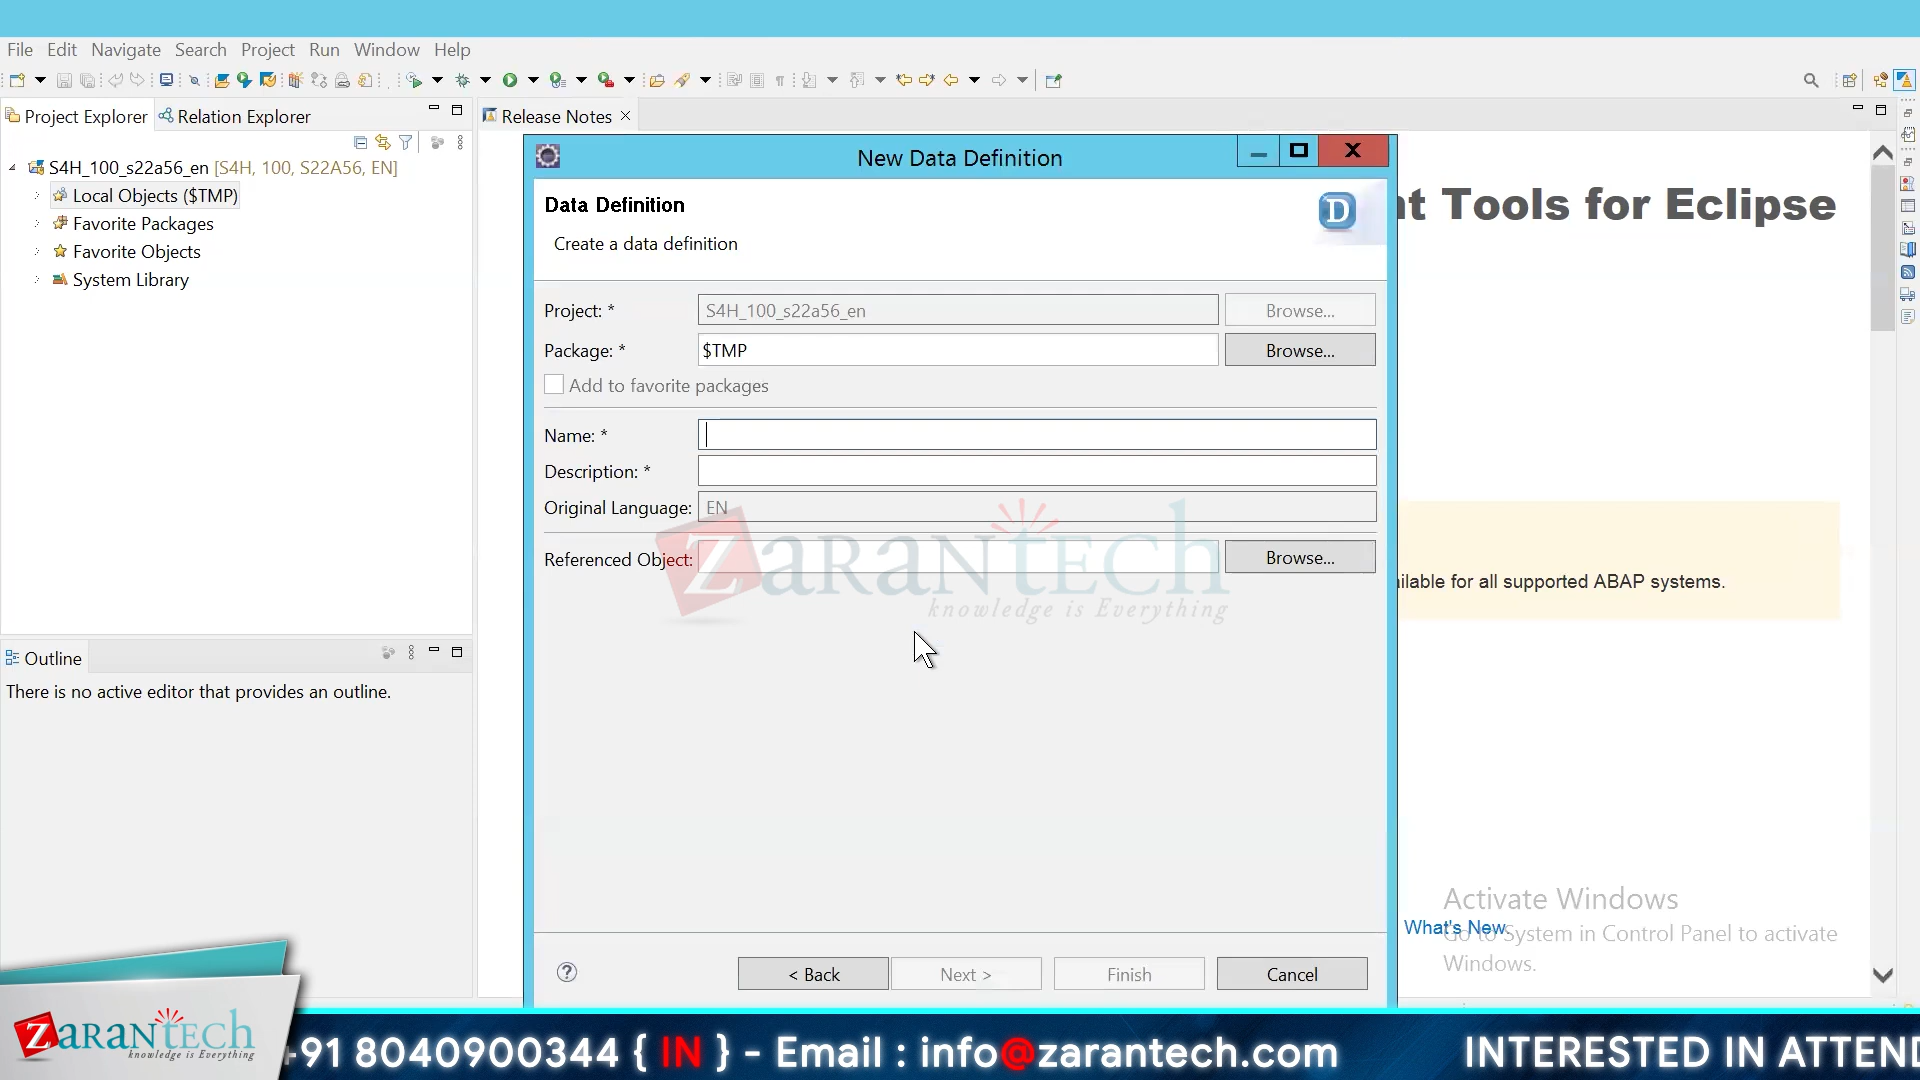 File Edit Navigate Search Project Run Window Help
Project Explorer
Relation Explorer
Release Notes
S4H_100_s22a56_en [S4H, 100, S22A56, EN]
Local Objects ($TMP)
Favorite Packages
Favorite Objects
System Library
New Data Definition
Data Definition
Create a data definition
D
nt Tools for Eclipse
Project: * S4H_100_s22a56_en Browse...
Package: * $TMP Browse...
Add to favorite packages
Name: *
Description: *
Original Language: EN
Referenced Object: Browse...
ilable for all supported ABAP systems.
ZARANTECH
knowledge is Everything
Outline
There is no active editor that provides an outline.
Activate Windows
What's New.
Go to System in Control Panel to activate
Windows.
< Back Next > Finish Cancel
ZARANTECH
knowledge is Everything
+91 8040900344 { IN } - Email : info@zarantech.com
INTERESTED IN ATTEND